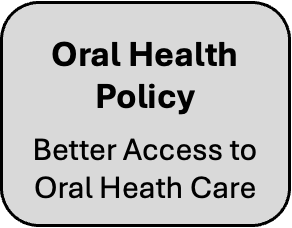 Oral Health
Policy
Better Access to
Oral Heath Care